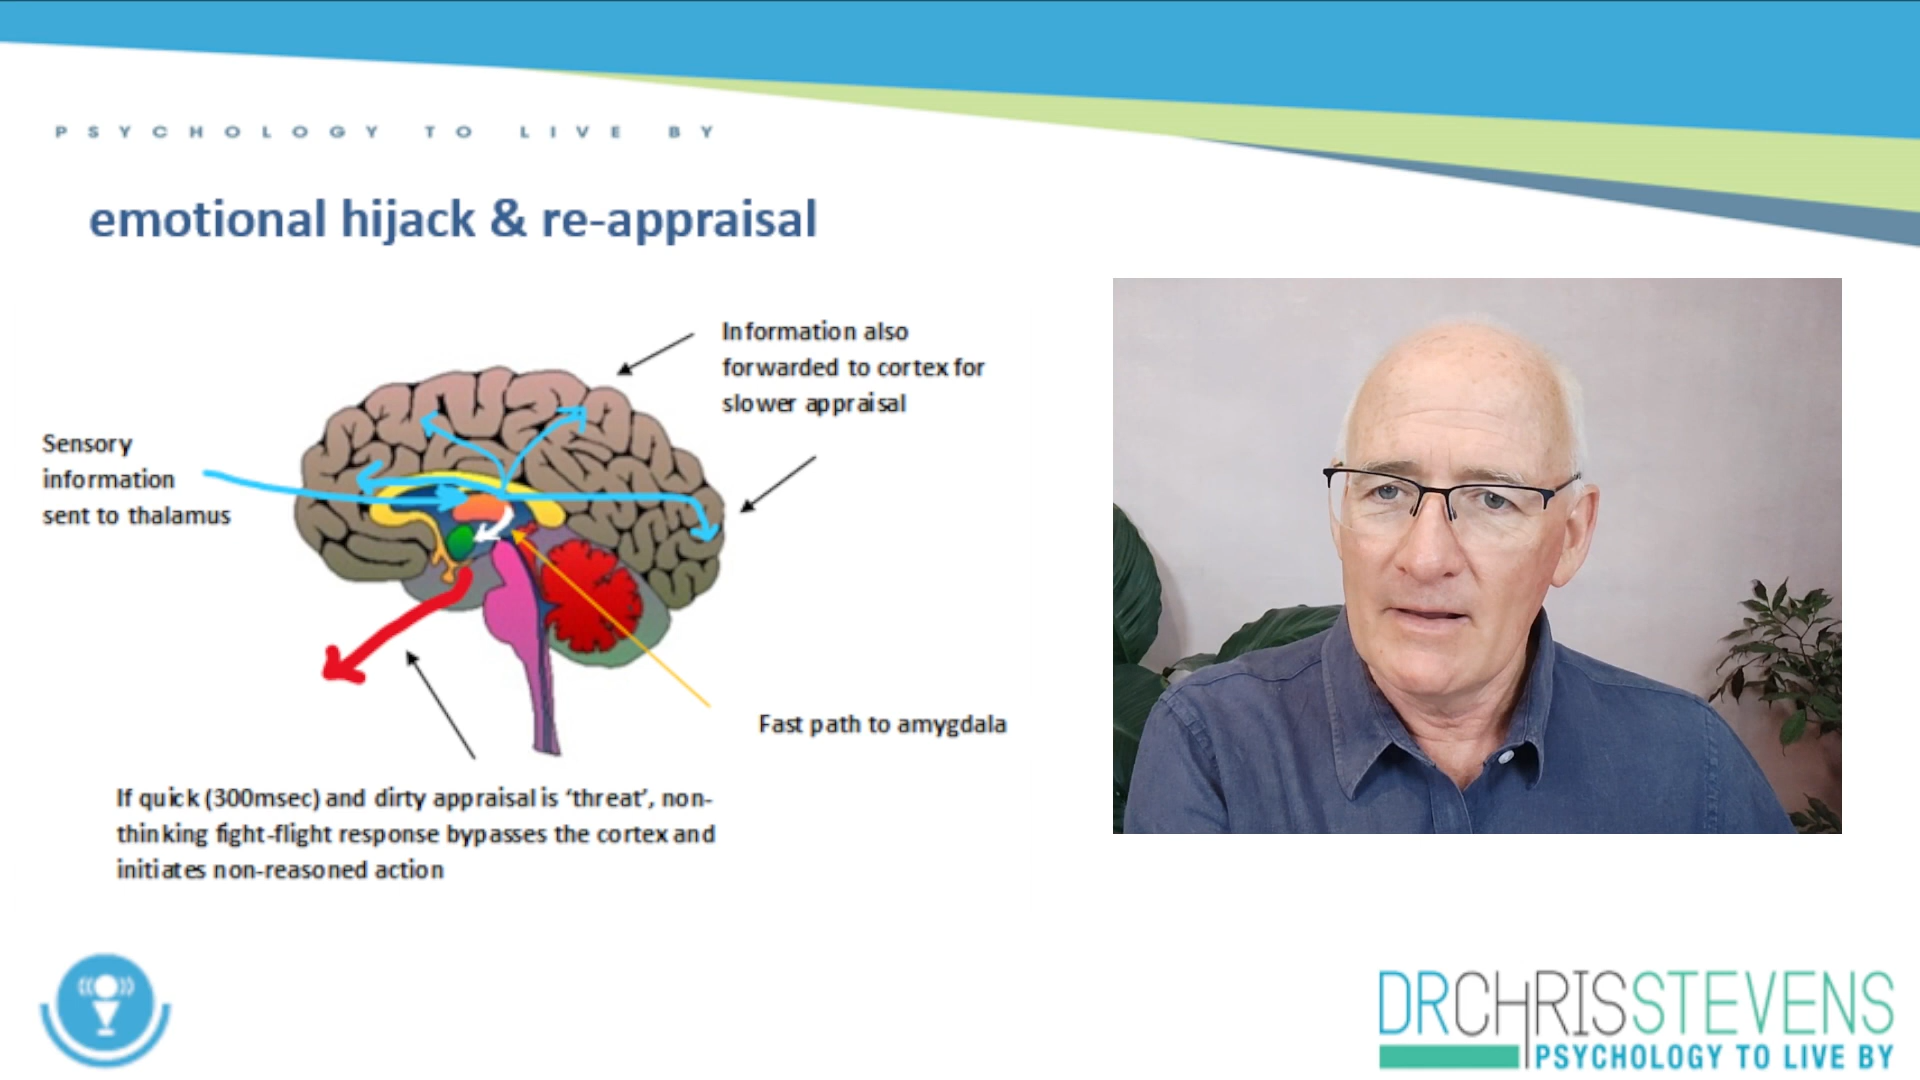 PSYCHOLOGY TO LIVE BY
emotional hijack & re-appraisal
Information also
forwarded to cortex for
slower appraisal
Sensory
information
sent to thalamus
Fast path to amygdala
If quick (300msec) and dirty appraisal is ‘threat’, non-
thinking fight-flight response bypasses the cortex and
initiates non-reasoned action
DRCHRISSTEVENS
PSYCHOLOGY TO LIVE BY